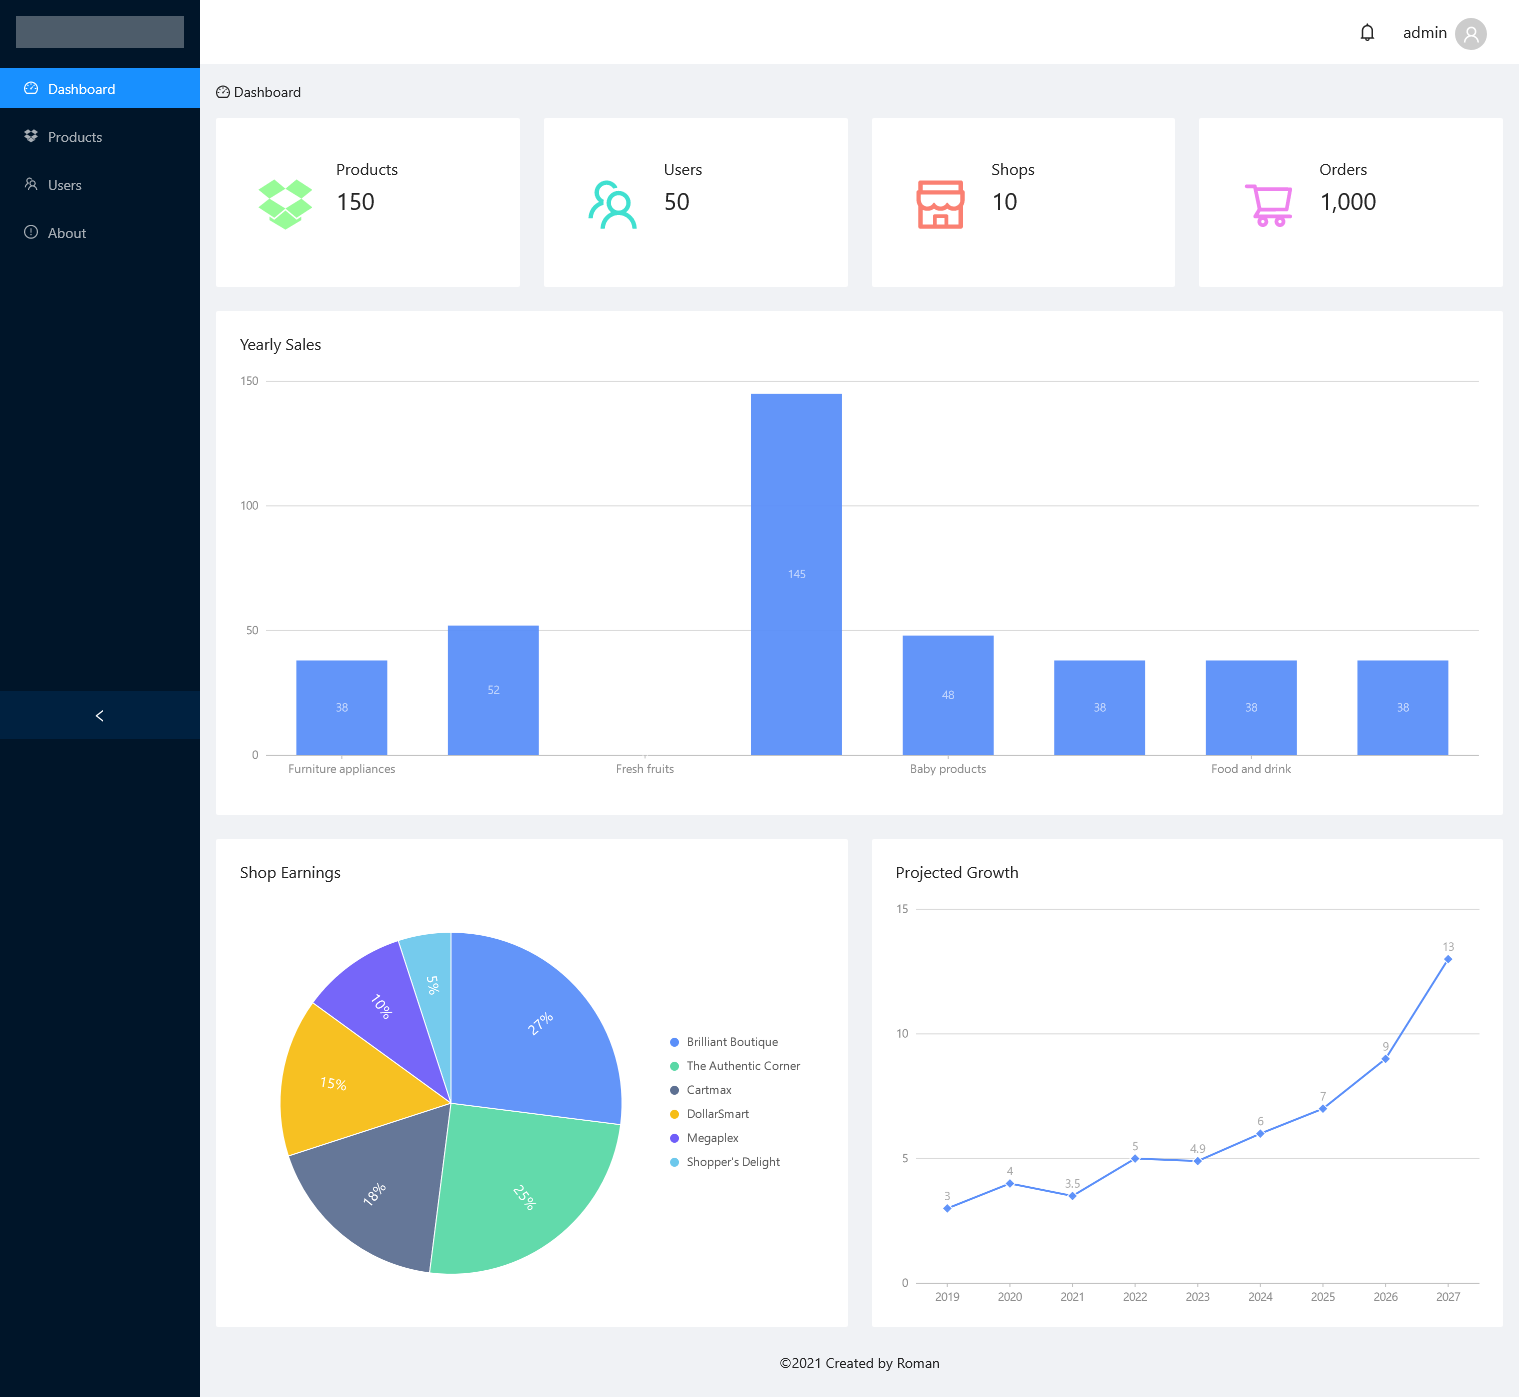 admin
Dashboard
Products
Users
About
Dashboard
Products
150
Users
50
Shops
10
Orders
1,000
Yearly Sales
150
100
50
0
38
52
145
48
38
38
38
Furniture appliances
Fresh fruits
Baby products
Food and drink
Shop Earnings
27%
25%
18%
15%
10%
5%
Brilliant Boutique
The Authentic Corner
Cartmax
DollarSmart
Megaplex
Shopper's Delight
Projected Growth
15
10
5
0
3
4
3.5
5
4.9
6
7
9
13
2019
2020
2021
2022
2023
2024
2025
2026
2027
©2021 Created by Roman